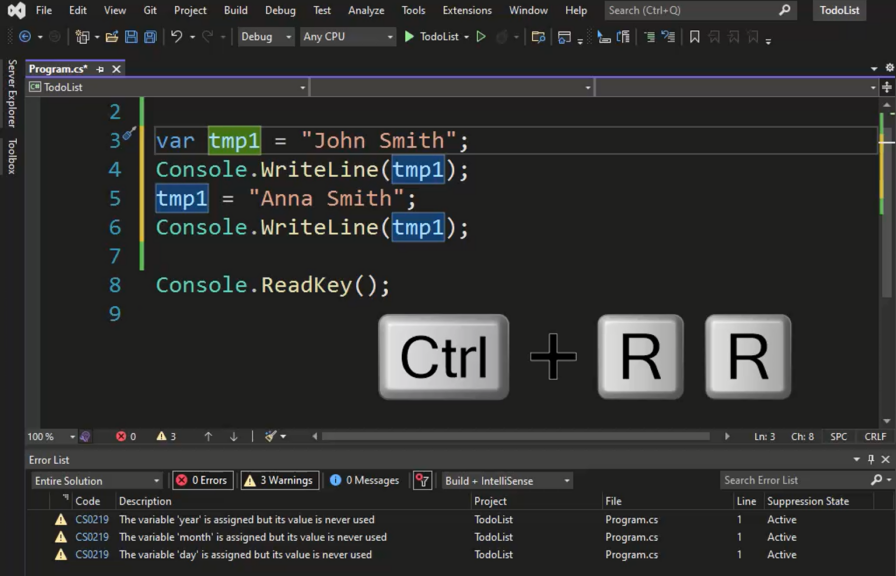 File Edit View Git Project Build Debug Test Analyze Tools Extensions Window Help Search (Ctrl+Q) TodoList
Debug Any CPU TodoList
Program.cs*
Server Explorer
Toolbox
TodoList
2
3 var tmp1 = "John Smith";
4 Console.WriteLine(tmp1);
5 tmp1 = "Anna Smith";
6 Console.WriteLine(tmp1);
7
8 Console.ReadKey();
9
Ctrl + R R
100 % 0 3 Ln: 3 Ch: 8 SPC CRLF
Error List
Entire Solution 0 Errors 3 Warnings 0 Messages Build + IntelliSense Search Error List
Code Description Project File Line Suppression State
CS0219 The variable 'year' is assigned but its value is never used TodoList Program.cs 1 Active
CS0219 The variable 'month' is assigned but its value is never used TodoList Program.cs 1 Active
CS0219 The variable 'day' is assigned but its value is never used TodoList Program.cs 1 Active